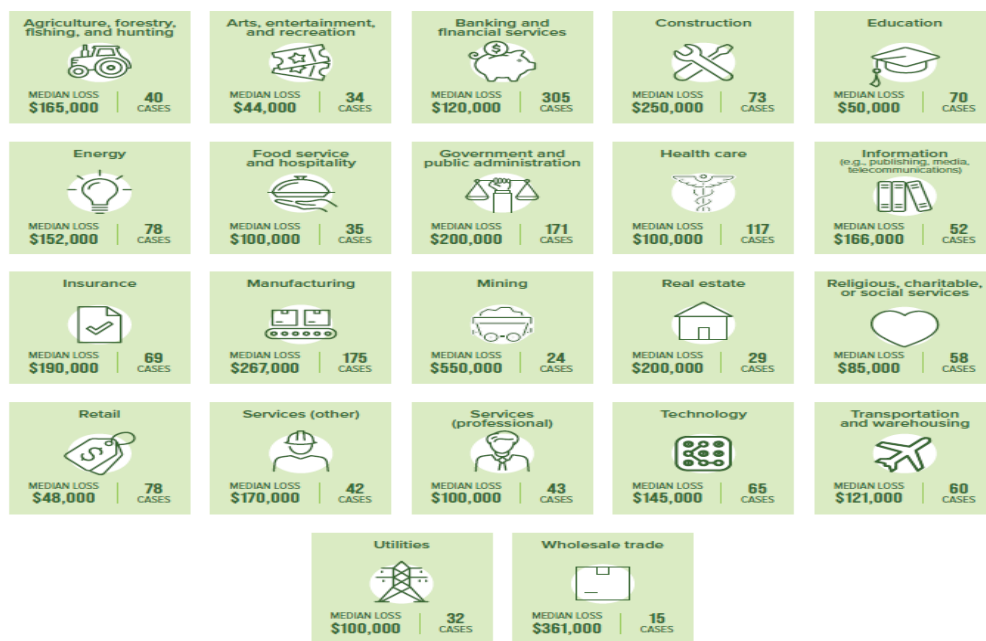 Agriculture, forestry,
fishing, and hunting
MEDIAN LOSS
$165,000
40
CASES
Arts, entertainment,
and recreation
MEDIAN LOSS
$44,000
34
CASES
Banking and
financial services
$
MEDIAN LOSS
$120,000
305
CASES
Construction
MEDIAN LOSS
$250,000
73
CASES
Education
MEDIAN LOSS
$50,000
70
CASES
Energy
MEDIAN LOSS
$152,000
78
CASES
Food service
and hospitality
MEDIAN LOSS
$100,000
35
CASES
Government and
public administration
MEDIAN LOSS
$200,000
171
CASES
Health care
MEDIAN LOSS
$100,000
117
CASES
Information
(e.g., publishing, media,
telecommunications)
MEDIAN LOSS
$166,000
52
CASES
Insurance
MEDIAN LOSS
$190,000
69
CASES
Manufacturing
MEDIAN LOSS
$267,000
175
CASES
Mining
MEDIAN LOSS
$550,000
24
CASES
Real estate
MEDIAN LOSS
$200,000
29
CASES
Religious, charitable,
or social services
MEDIAN LOSS
$85,000
58
CASES
Retail
$
MEDIAN LOSS
$48,000
78
CASES
Services (other)
MEDIAN LOSS
$170,000
42
CASES
Services
(professional)
MEDIAN LOSS
$100,000
43
CASES
Technology
MEDIAN LOSS
$145,000
65
CASES
Transportation
and warehousing
MEDIAN LOSS
$121,000
60
CASES
Utilities
MEDIAN LOSS
$100,000
32
CASES
Wholesale trade
MEDIAN LOSS
$361,000
15
CASES